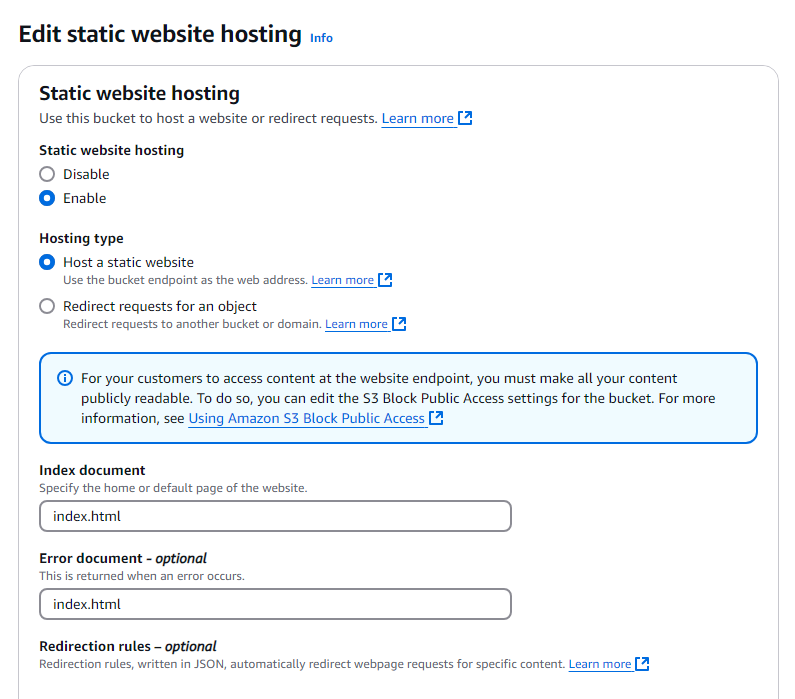 Edit static website hosting Info
Static website hosting
Use this bucket to host a website or redirect requests. Learn more
Static website hosting
Disable
Enable
Hosting type
Host a static website
Use the bucket endpoint as the web address. Learn more
Redirect requests for an object
Redirect requests to another bucket or domain. Learn more
For your customers to access content at the website endpoint, you must make all your content
publicly readable. To do so, you can edit the S3 Block Public Access settings for the bucket. For more
information, see Using Amazon S3 Block Public Access
Index document
Specify the home or default page of the website.
index.html
Error document - optional
This is returned when an error occurs.
index.html
Redirection rules – optional
Redirection rules, written in JSON, automatically redirect webpage requests for specific content. Learn more